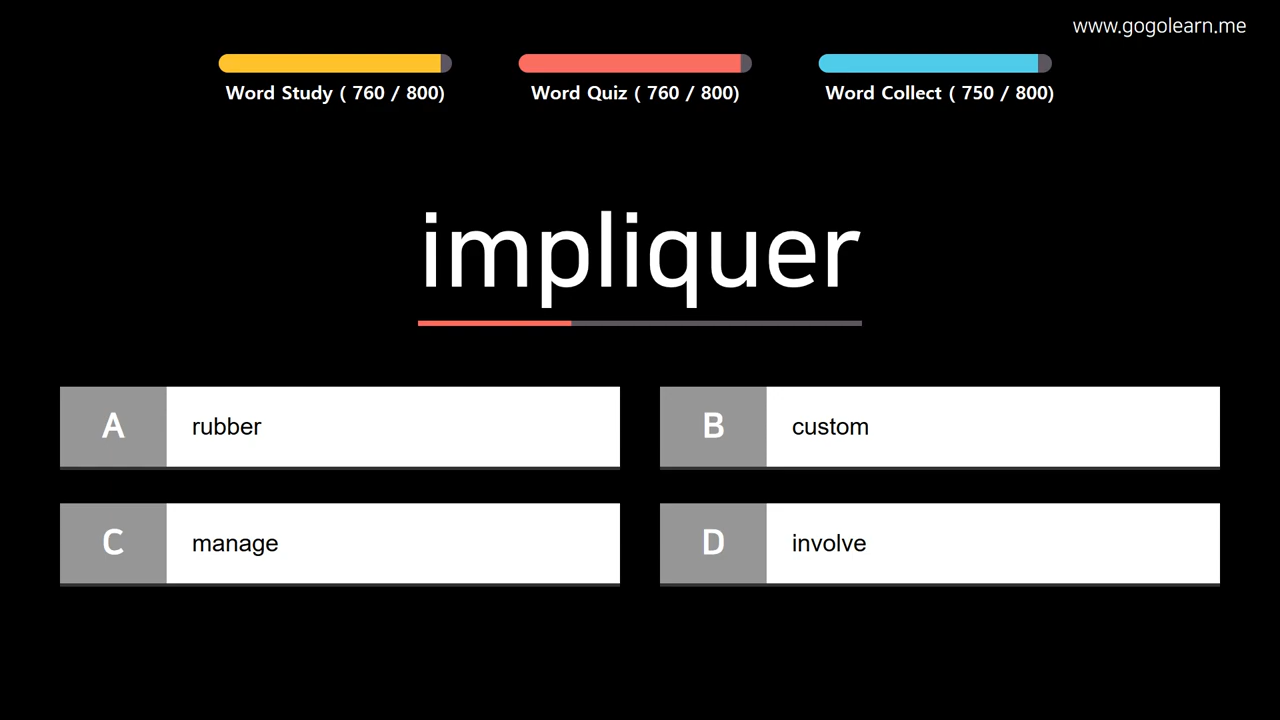 www.gogolearn.me
Word Study ( 760 / 800)
Word Quiz ( 760 / 800)
Word Collect ( 750 / 800)
impliquer
A rubber
B custom
C manage
D involve